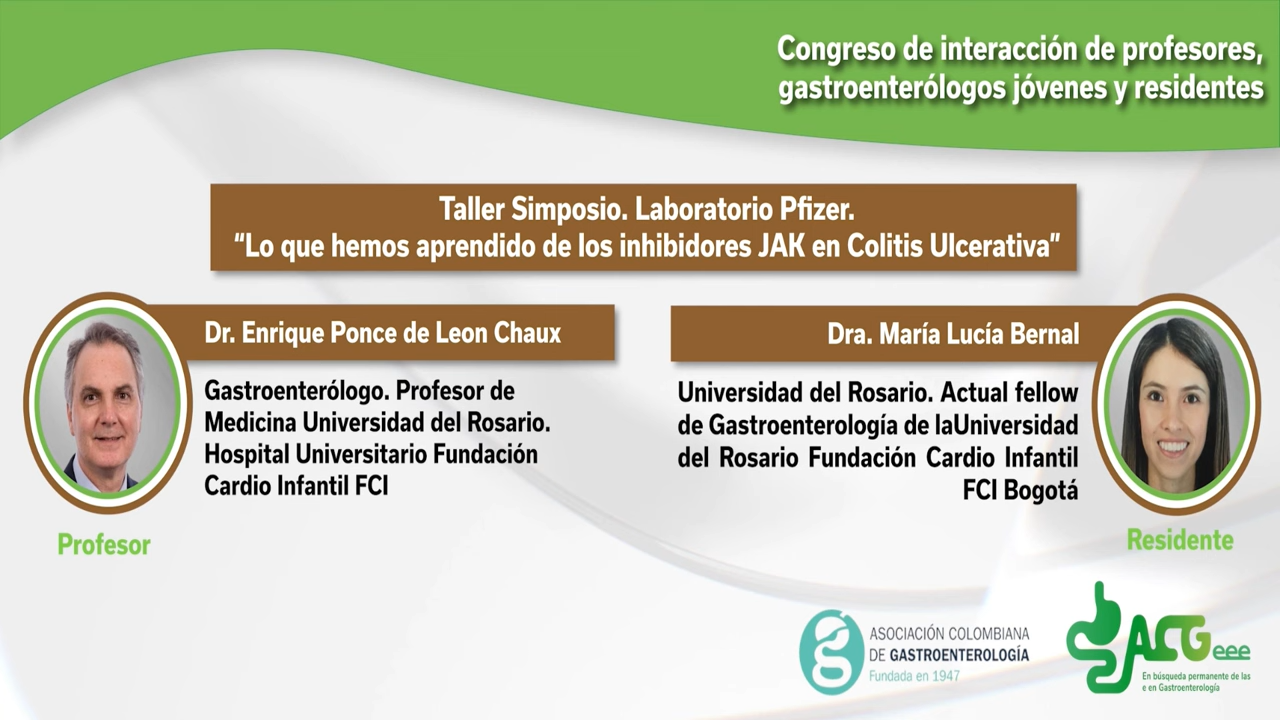 Congreso de interacción de profesores,
gastroenterólogos jóvenes y residentes
Taller Simposio. Laboratorio Pfizer.
“Lo que hemos aprendido de los inhibidores JAK en Colitis Ulcerativa”
Dr. Enrique Ponce de Leon Chaux
Gastroenterólogo. Profesor de
Medicina Universidad del Rosario.
Hospital Universitario Fundación
Cardio Infantil FCI
Profesor
Dra. María Lucía Bernal
Universidad del Rosario. Actual fellow
de Gastroenterología de laUniversidad
del Rosario Fundación Cardio Infantil
FCI Bogotá
Residente
ASOCIACIÓN COLOMBIANA
DE GASTROENTEROLOGÍA
Fundada en 1947
ACGeee
En búsqueda permanente de las
e en Gastroenterología